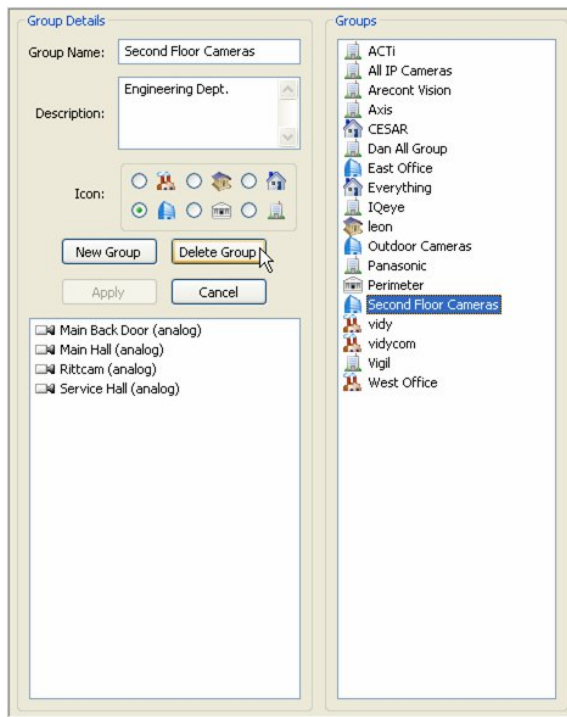 Group Details
Group Name: Second Floor Cameras
Description: Engineering Dept.
Icon:
New Group Delete Group
Apply Cancel
Main Back Door (analog)
Main Hall (analog)
Rittcam (analog)
Service Hall (analog)
Groups
ACTi
All IP Cameras
Arecont Vision
Axis
CESAR
Dan All Group
East Office
Everything
IQeye
leon
Outdoor Cameras
Panasonic
Perimeter
Second Floor Cameras
vidy
vidycom
Vigil
West Office